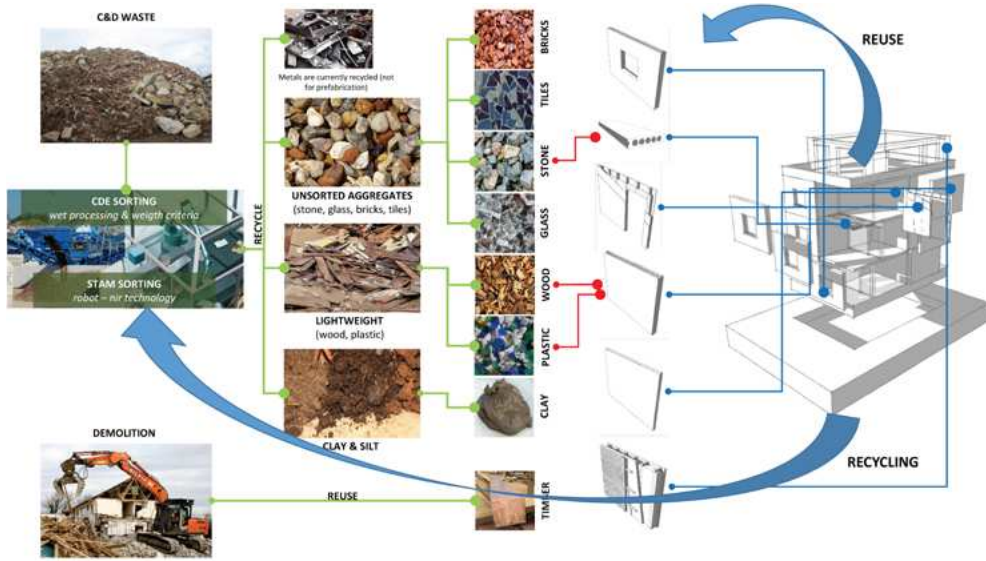 C&D WASTE
CDE SORTING
wet processing & weigth criteria
STAM SORTING
robot – nir technology
DEMOLITION
RECYCLE
REUSE
Metals are currently recycled (not
for prefabrication)
UNSORTED AGGREGATES
(stone, glass, bricks, tiles)
LIGHTWEIGHT
(wood, plastic)
CLAY & SILT
BRICKS
TILES
STONE
GLASS
WOOD
PLASTIC
CLAY
TIMBER
REUSE
RECYCLING